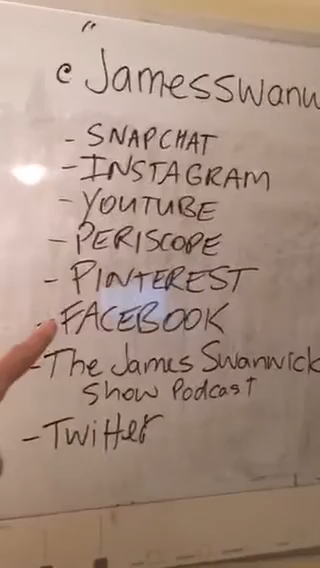 "
@Jamesswanw
- SNAPCHAT
- INSTAGRAM
- YOUTUBE
- PERISCOPE
- PINTEREST
- FACEBOOK
- The James Swanwick
Show Podcast
- Twitter